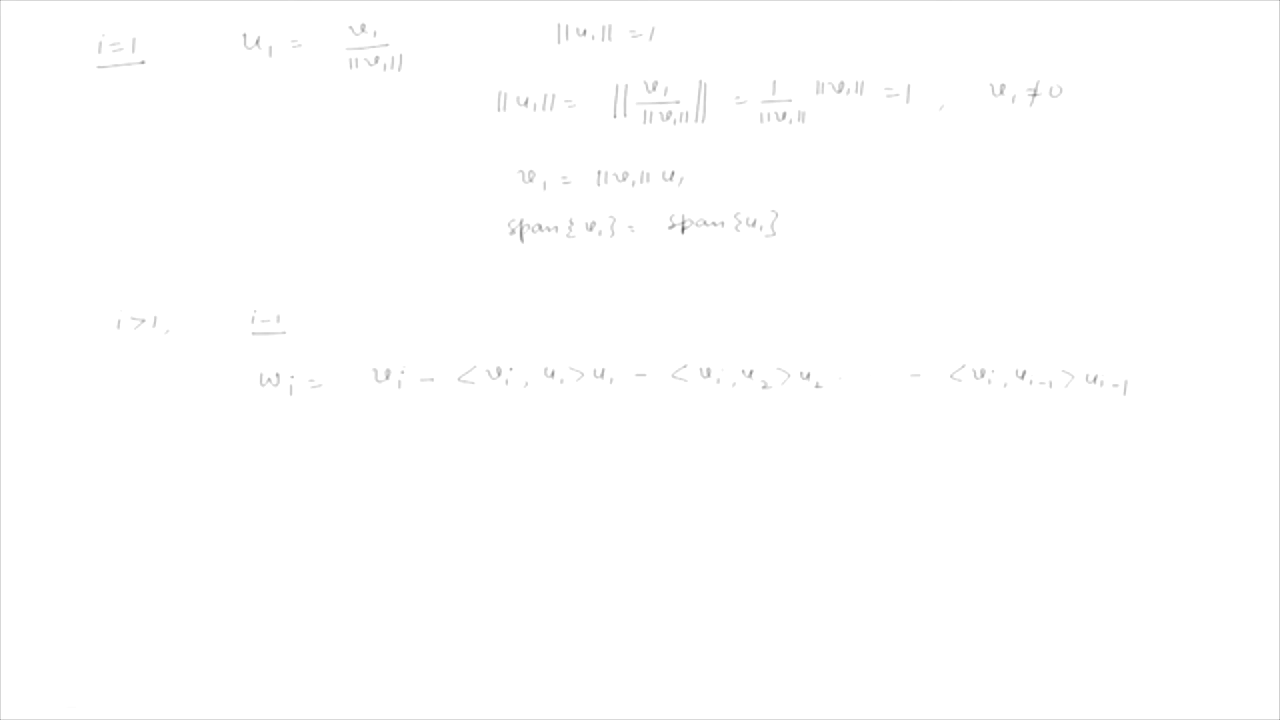 i=1 u₁ = v₁/||v₁|| ||u₁|| = 1
||u₁|| = ||v₁/||v₁|||| = 1/||v₁|| ||v₁|| = 1 , v₁ ≠ 0
v₁ = ||v₁|| u₁
span{v₁} = span{u₁}
i>1, i-1
wᵢ = vᵢ - <vᵢ, u₁>u₁ - <vᵢ, u₂>u₂ . - <vᵢ, uᵢ₋₁> uᵢ₋₁